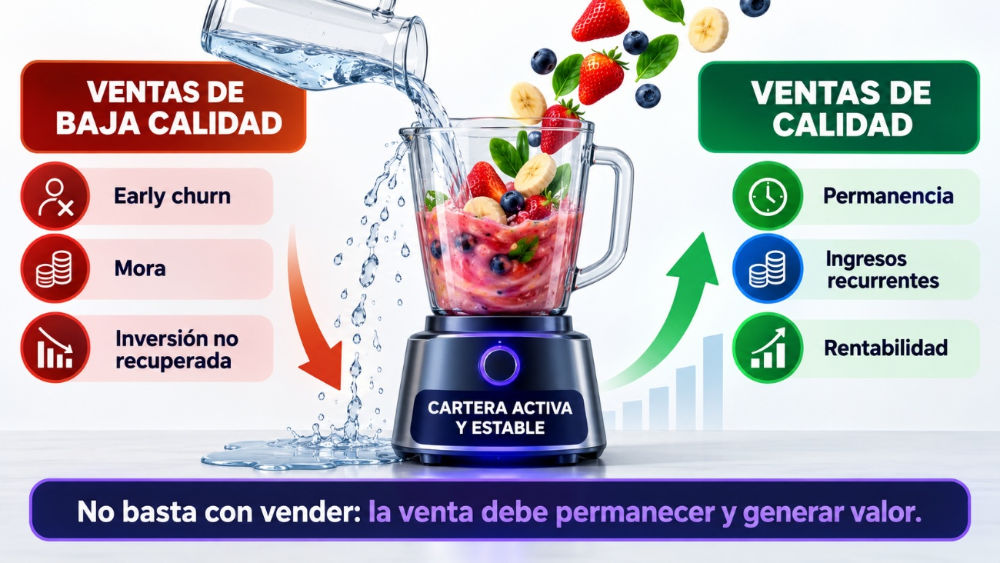 VENTAS DE
BAJA CALIDAD
Early churn
Mora
Inversión no
recuperada
VENTAS DE
CALIDAD
Permanencia
Ingresos
recurrentes
Rentabilidad
CARTERA ACTIVA
Y ESTABLE
No basta con vender: la venta debe permanecer y generar valor.